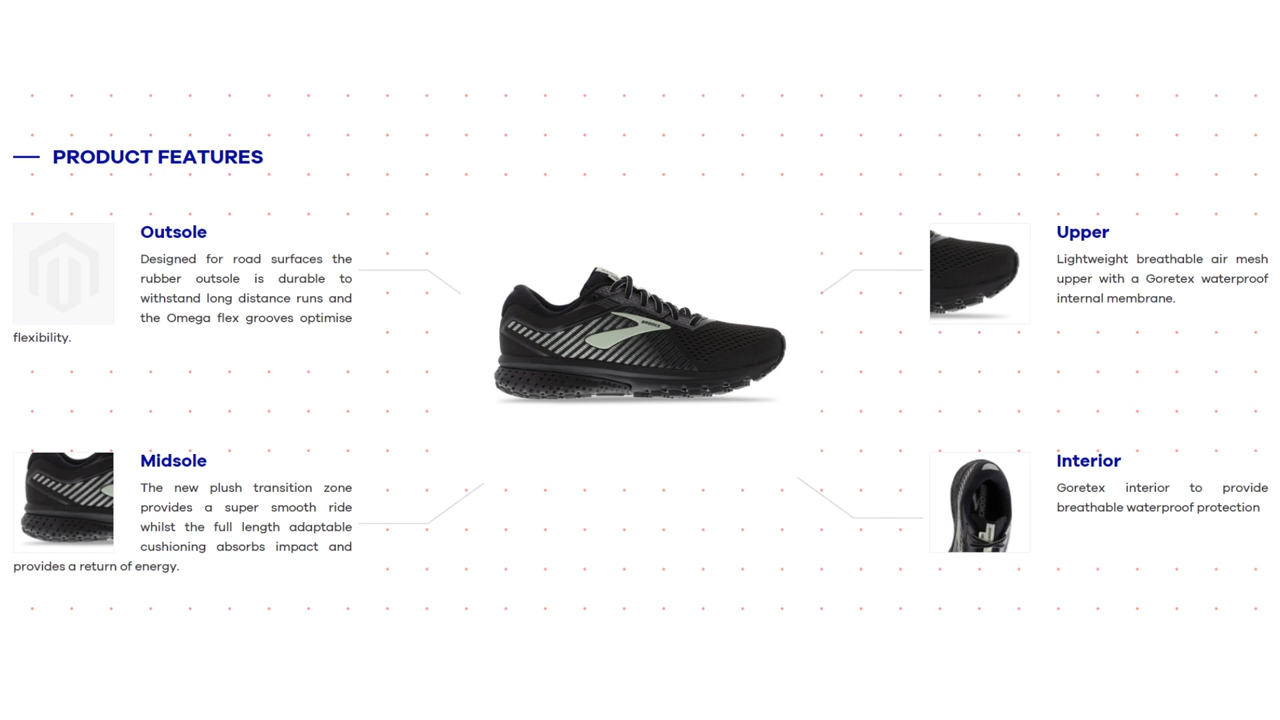 PRODUCT FEATURES
Outsole
Designed for road surfaces the
rubber outsole is durable to
withstand long distance runs and
the Omega flex grooves optimise
flexibility.
Upper
Lightweight breathable air mesh
upper with a Goretex waterproof
internal membrane.
BROOKS
Midsole
The new plush transition zone
provides a super smooth ride
whilst the full length adaptable
cushioning absorbs impact and
provides a return of energy.
Interior
Goretex interior to provide
breathable waterproof protection